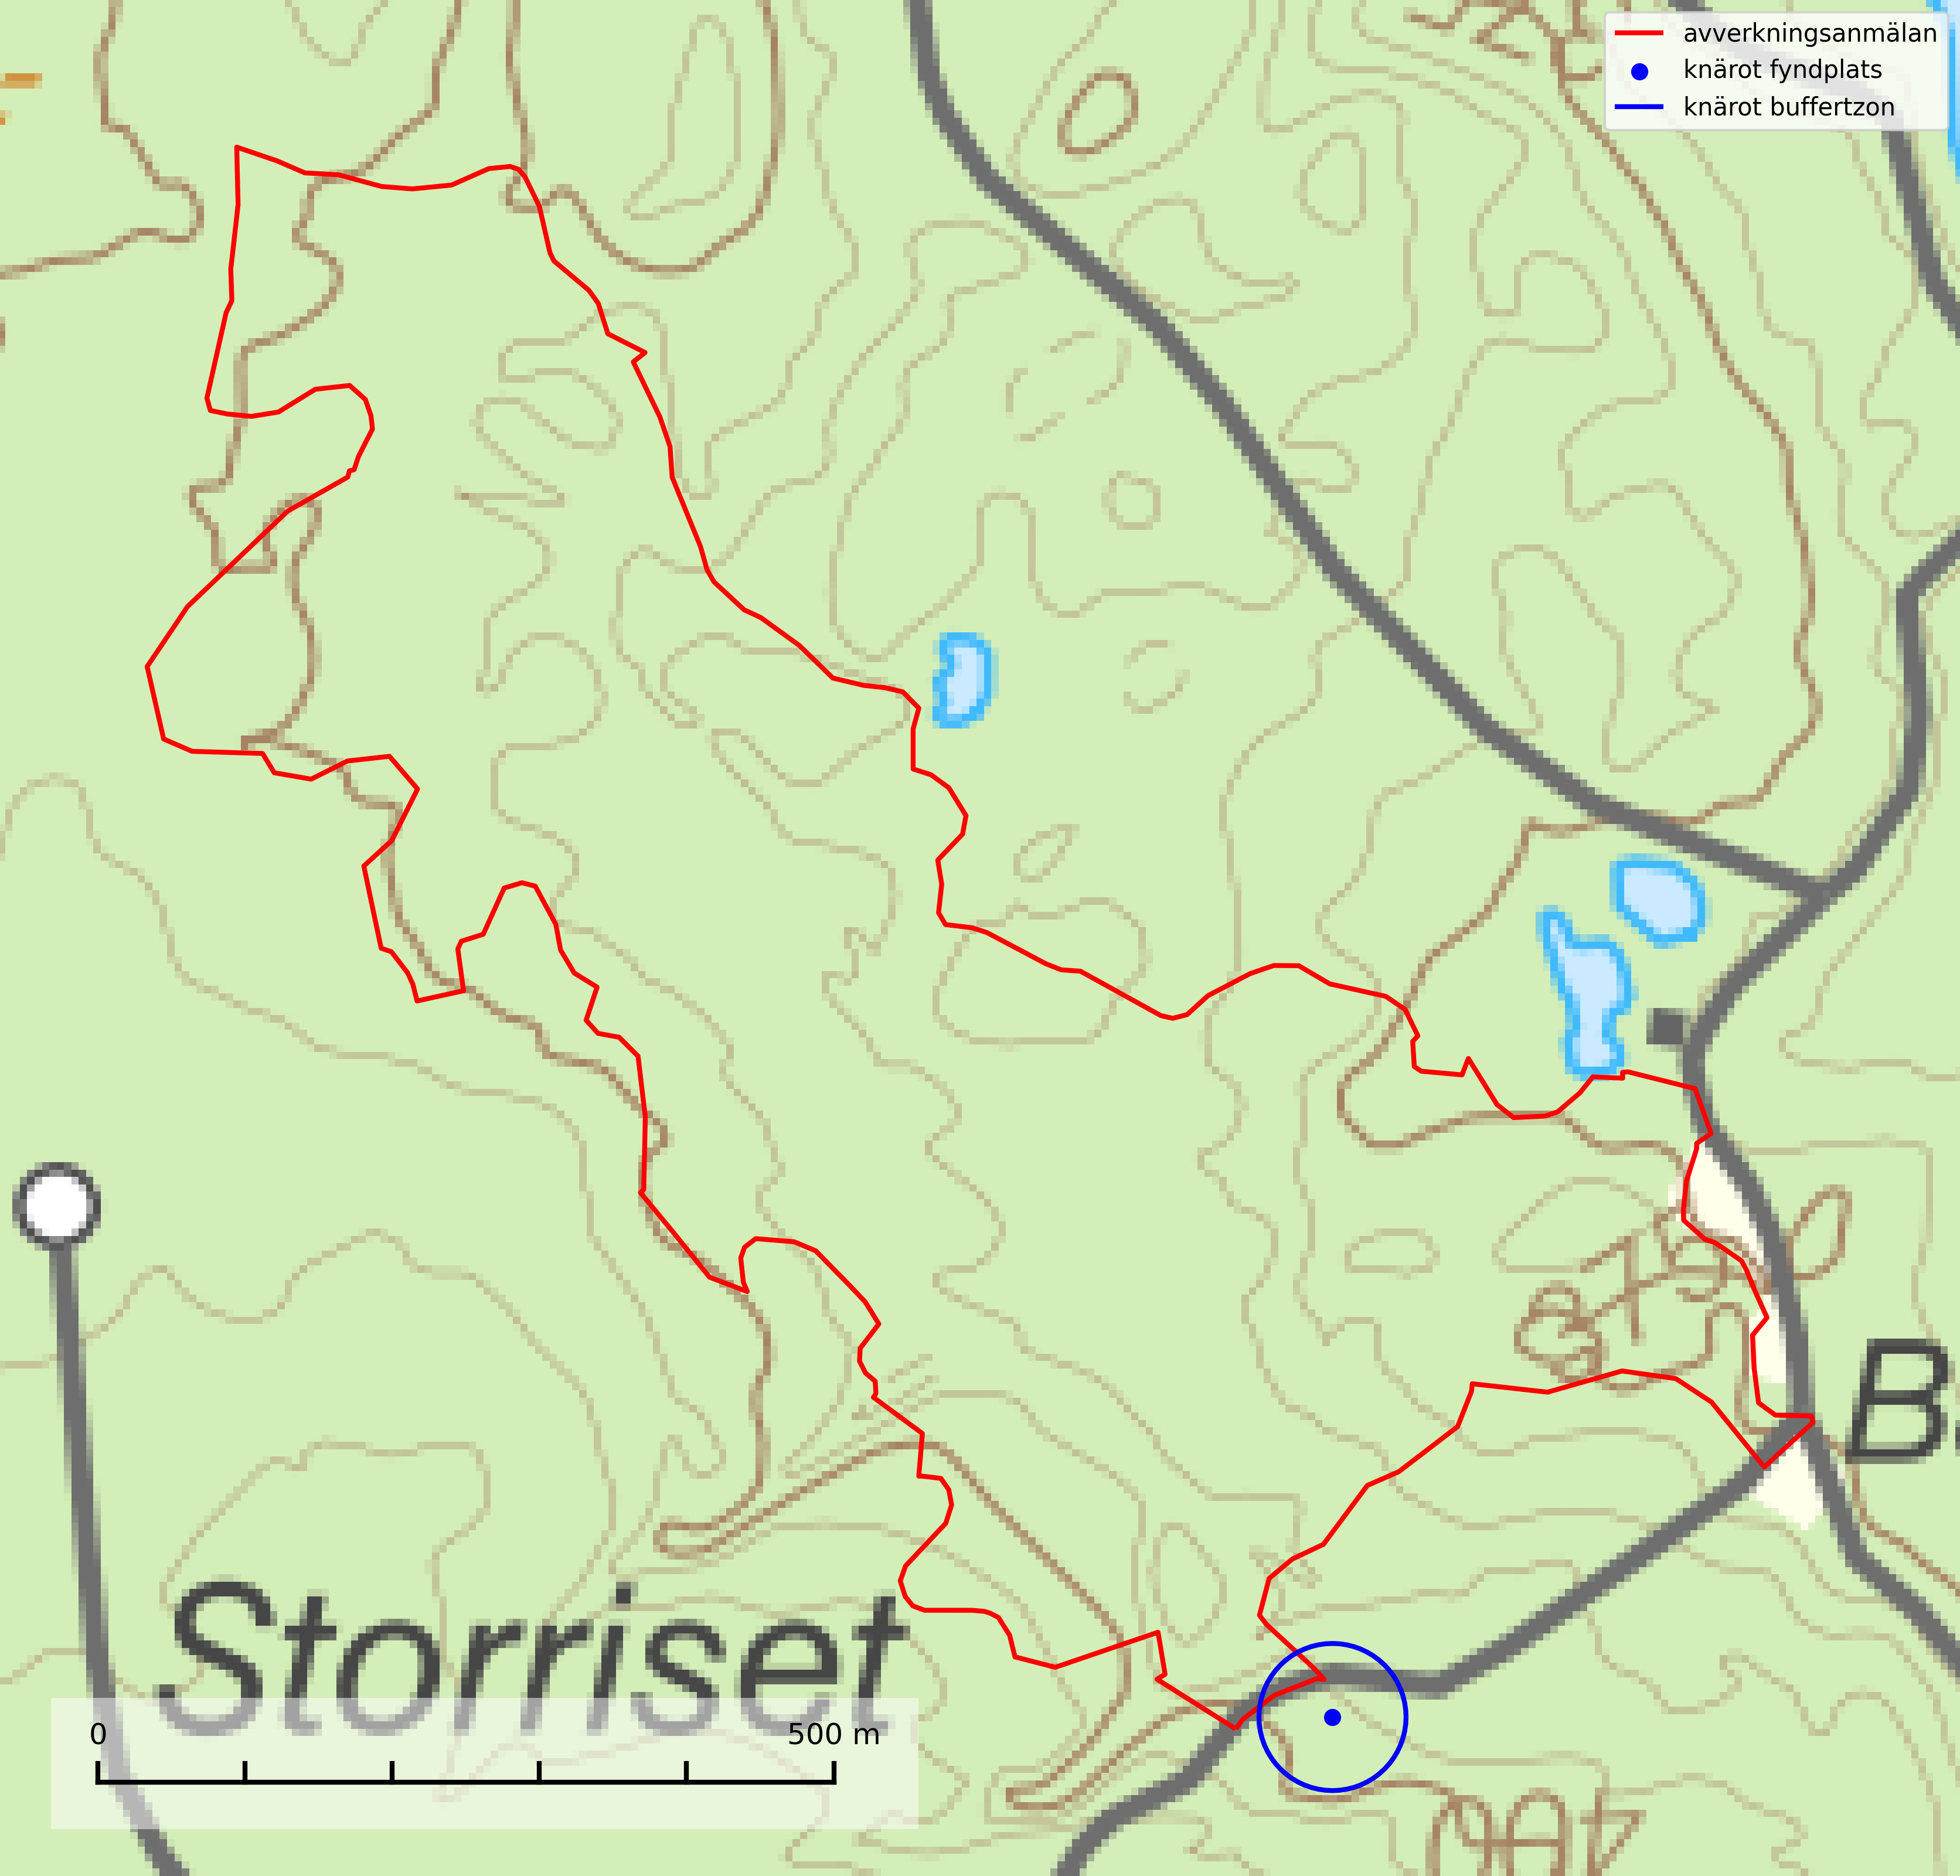 avverkningsanmälan
knärot fyndplats
knärot buffertzon
B
Storriset
0 500 m